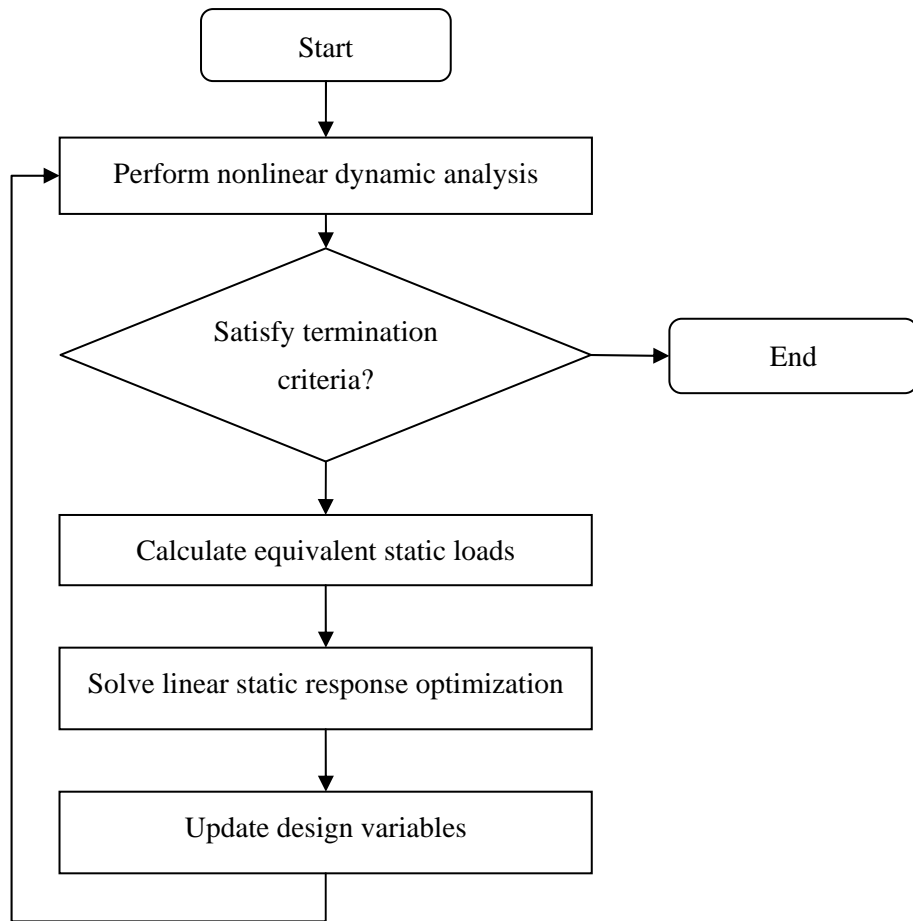 Start
Perform nonlinear dynamic analysis
Satisfy termination
criteria?
End
Calculate equivalent static loads
Solve linear static response optimization
Update design variables